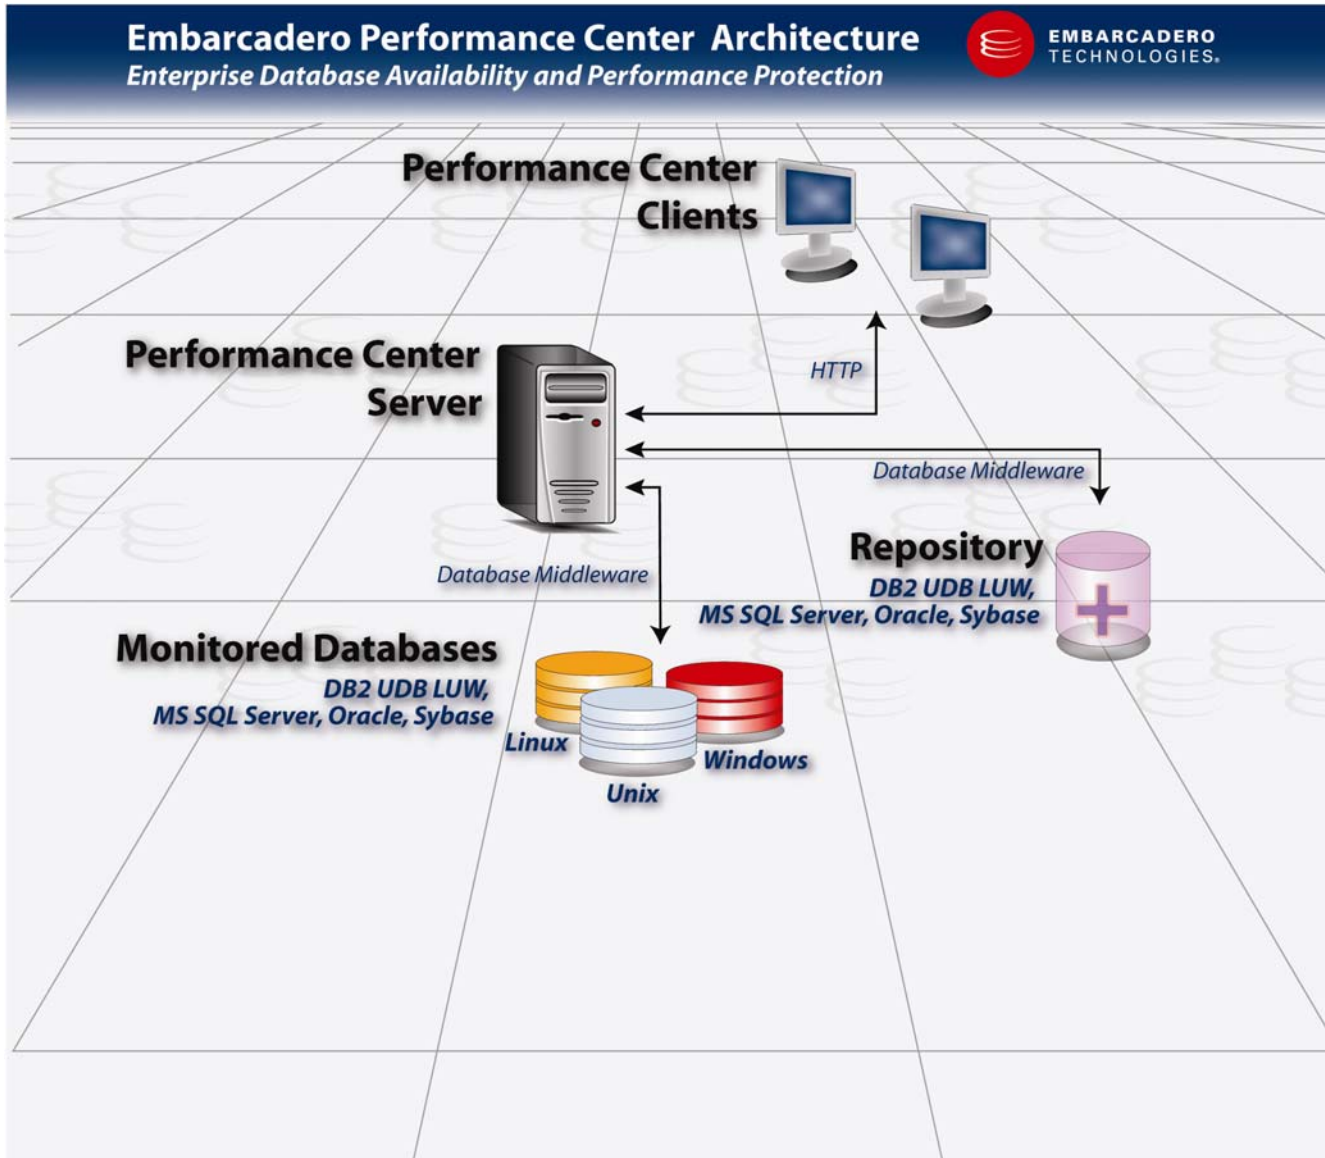 Embarcadero Performance Center Architecture
Enterprise Database Availability and Performance Protection
EMBARCADERO
TECHNOLOGIES®
Performance Center
Clients
HTTP
Performance Center
Server
Database Middleware
Database Middleware
Repository
DB2 UDB LUW,
MS SQL Server, Oracle, Sybase
Monitored Databases
DB2 UDB LUW,
MS SQL Server, Oracle, Sybase
Linux
Windows
Unix